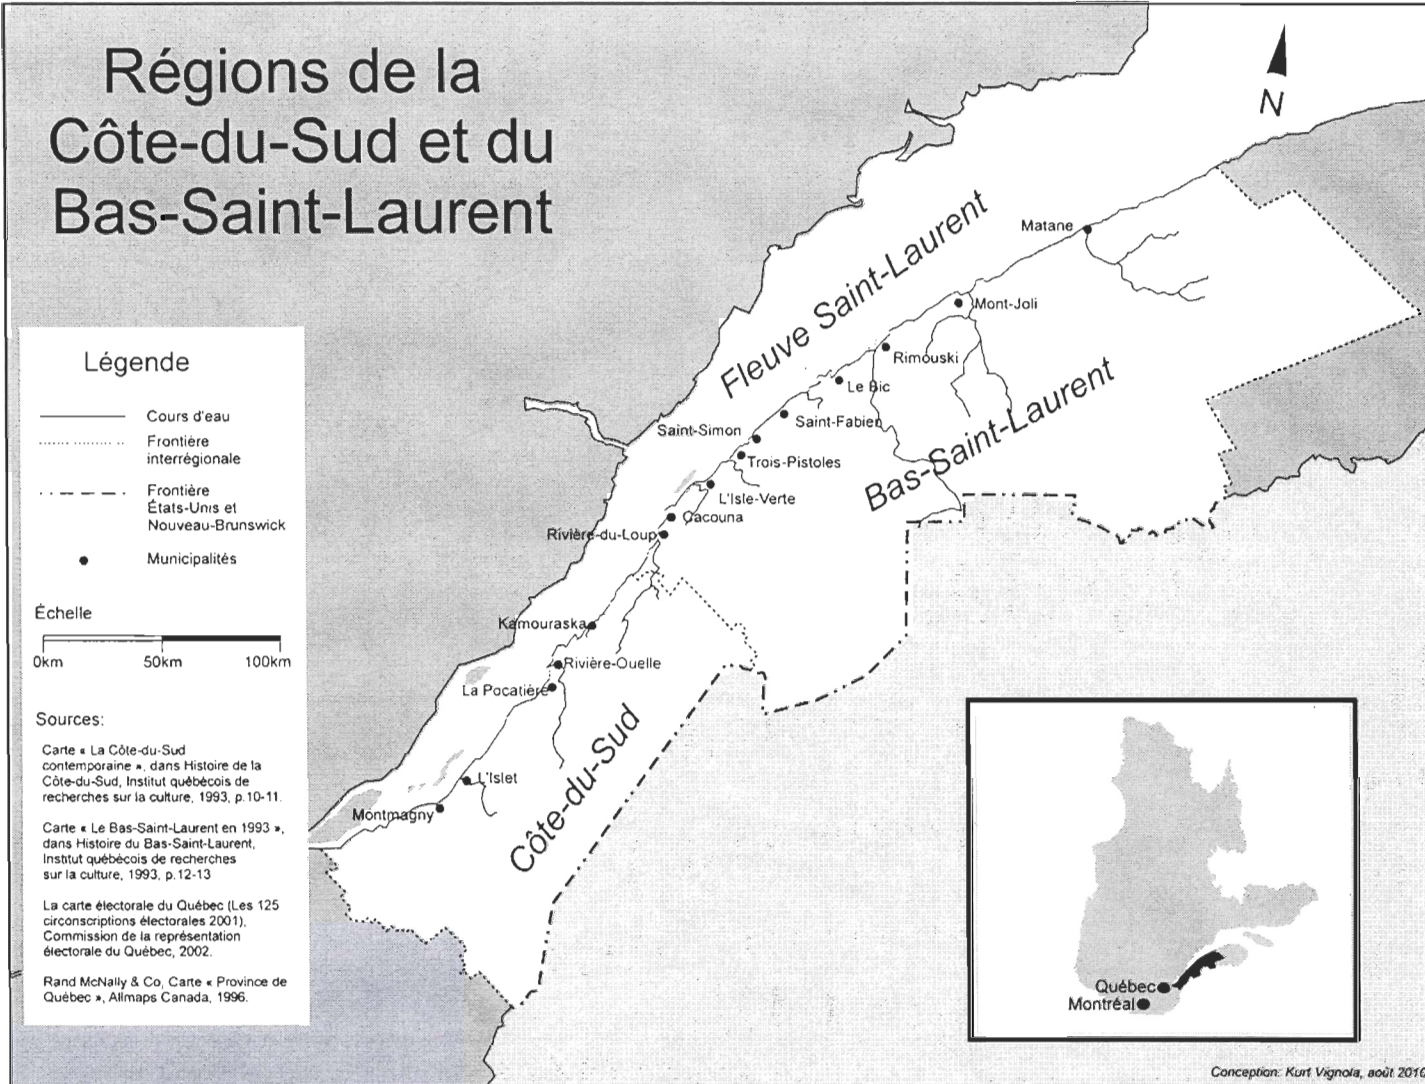 Régions de la
Côte-du-Sud et du
Bas-Saint-Laurent
N
Fleuve Saint-Laurent
Matane
Mont-Joli
Rimouski
Le Bic
Saint-Fabien
Saint-Simon
Trois-Pistoles
Bas-Saint-Laurent
L'Isle-Verte
Cacouna
Rivière-du-Loup
Kamouraska
Rivière-Ouelle
La Pocatière
Côte-du-Sud
L'Islet
Montmagny
Légende
Cours d'eau
Frontière
interrégionale
Frontière
États-Unis et
Nouveau-Brunswick
Municipalités
Échelle
0km 50km 100km
Sources:
Carte « La Côte-du-Sud
contemporaine », dans Histoire de la
Côte-du-Sud, Institut québécois de
recherches sur la culture, 1993, p.10-11.
Carte « Le Bas-Saint-Laurent en 1993 »,
dans Histoire du Bas-Saint-Laurent,
Institut québécois de recherches
sur la culture, 1993, p.12-13
La carte électorale du Québec (Les 125
circonscriptions électorales 2001),
Commission de la représentation
électorale du Québec, 2002.
Rand McNally & Co, Carte « Province de
Québec », Allmaps Canada, 1996.
Québec
Montréal
Conception: Kurt Vignola, août 2010